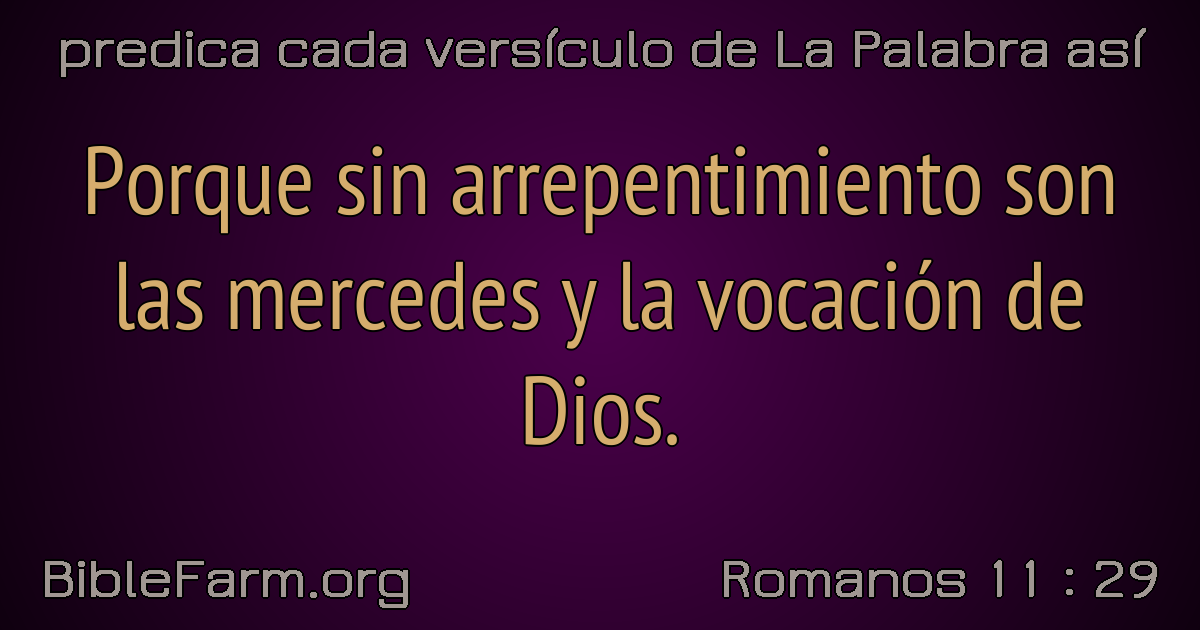 predica cada versículo de La Palabra así
Porque sin arrepentimiento son
las mercedes y la vocación de
Dios.
BibleFarm.org
Romanos 11 : 29